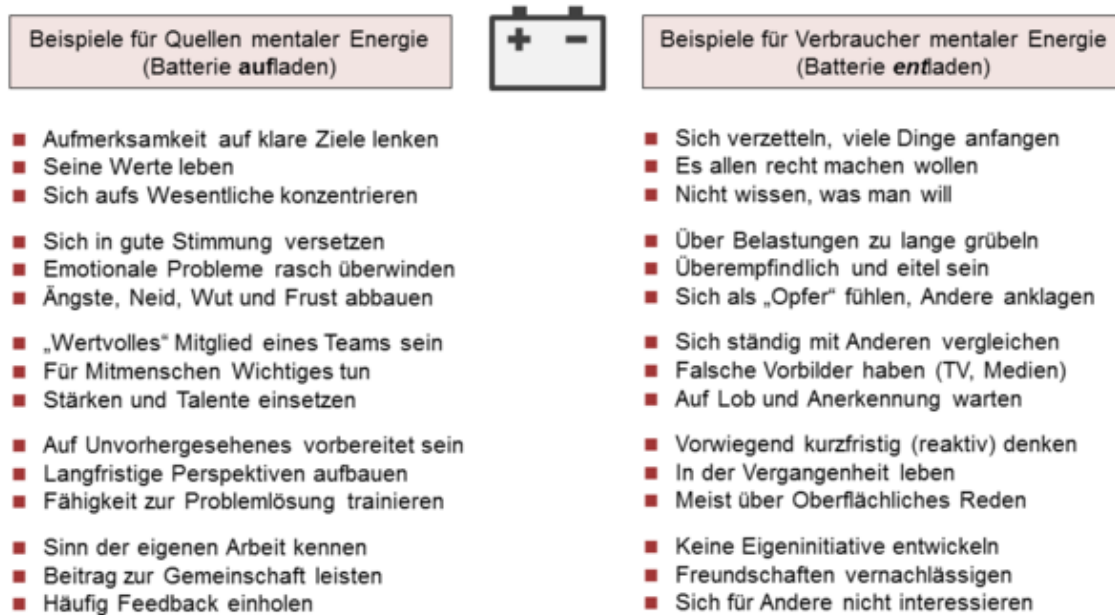 Beispiele für Quellen mentaler Energie
(Batterie aufladen)
+ −
Beispiele für Verbraucher mentaler Energie
(Batterie entladen)
Aufmerksamkeit auf klare Ziele lenken
Seine Werte leben
Sich aufs Wesentliche konzentrieren
Sich in gute Stimmung versetzen
Emotionale Probleme rasch überwinden
Ängste, Neid, Wut und Frust abbauen
„Wertvolles“ Mitglied eines Teams sein
Für Mitmenschen Wichtiges tun
Stärken und Talente einsetzen
Auf Unvorhergesehenes vorbereitet sein
Langfristige Perspektiven aufbauen
Fähigkeit zur Problemlösung trainieren
Sinn der eigenen Arbeit kennen
Beitrag zur Gemeinschaft leisten
Häufig Feedback einholen
Sich verzetteln, viele Dinge anfangen
Es allen recht machen wollen
Nicht wissen, was man will
Über Belastungen zu lange grübeln
Überempfindlich und eitel sein
Sich als „Opfer“ fühlen, Andere anklagen
Sich ständig mit Anderen vergleichen
Falsche Vorbilder haben (TV, Medien)
Auf Lob und Anerkennung warten
Vorwiegend kurzfristig (reaktiv) denken
In der Vergangenheit leben
Meist über Oberflächliches Reden
Keine Eigeninitiative entwickeln
Freundschaften vernachlässigen
Sich für Andere nicht interessieren